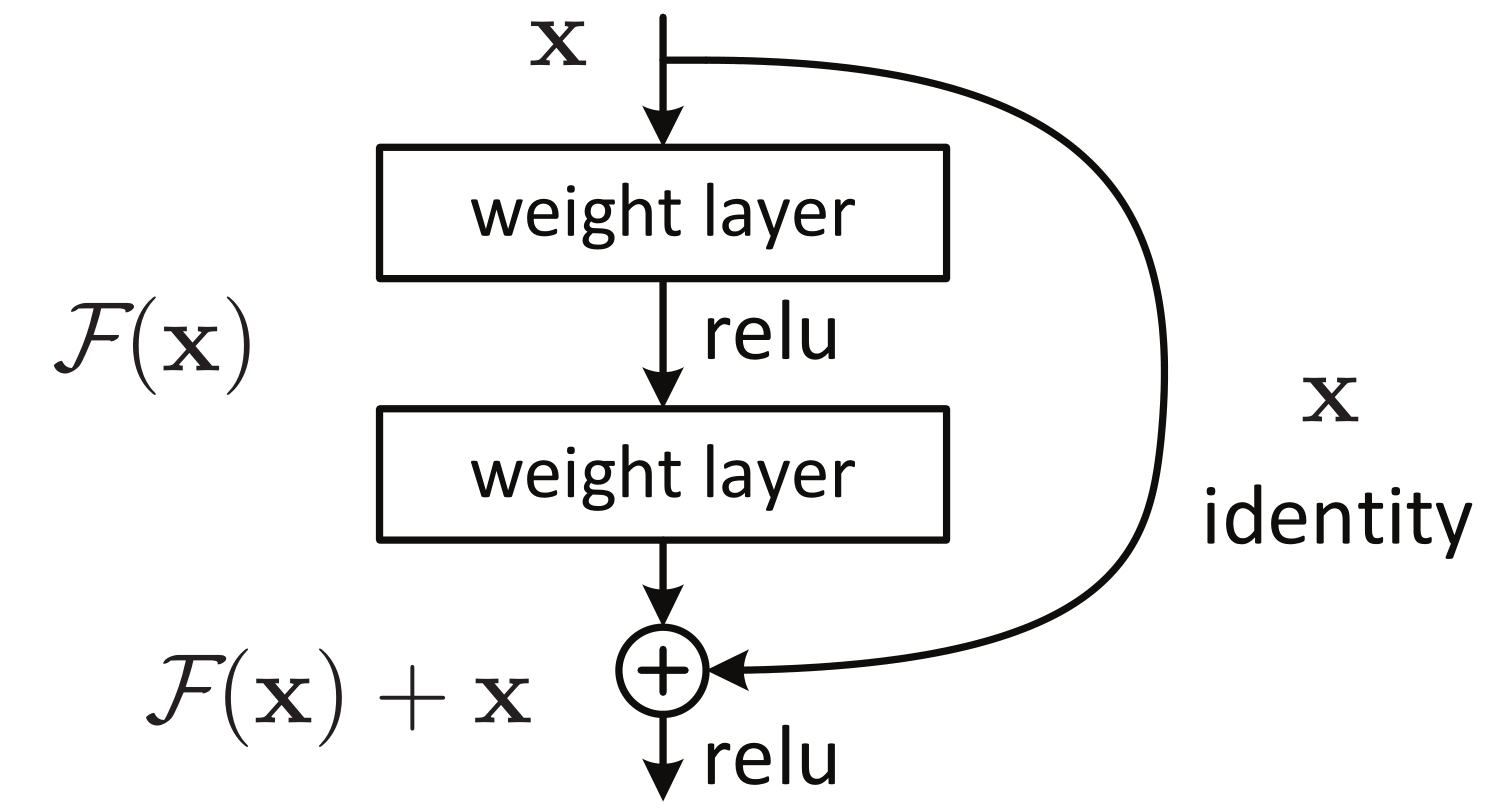 x
weight layer
relu
F(x)
weight layer
x
identity
F(x) + x
relu